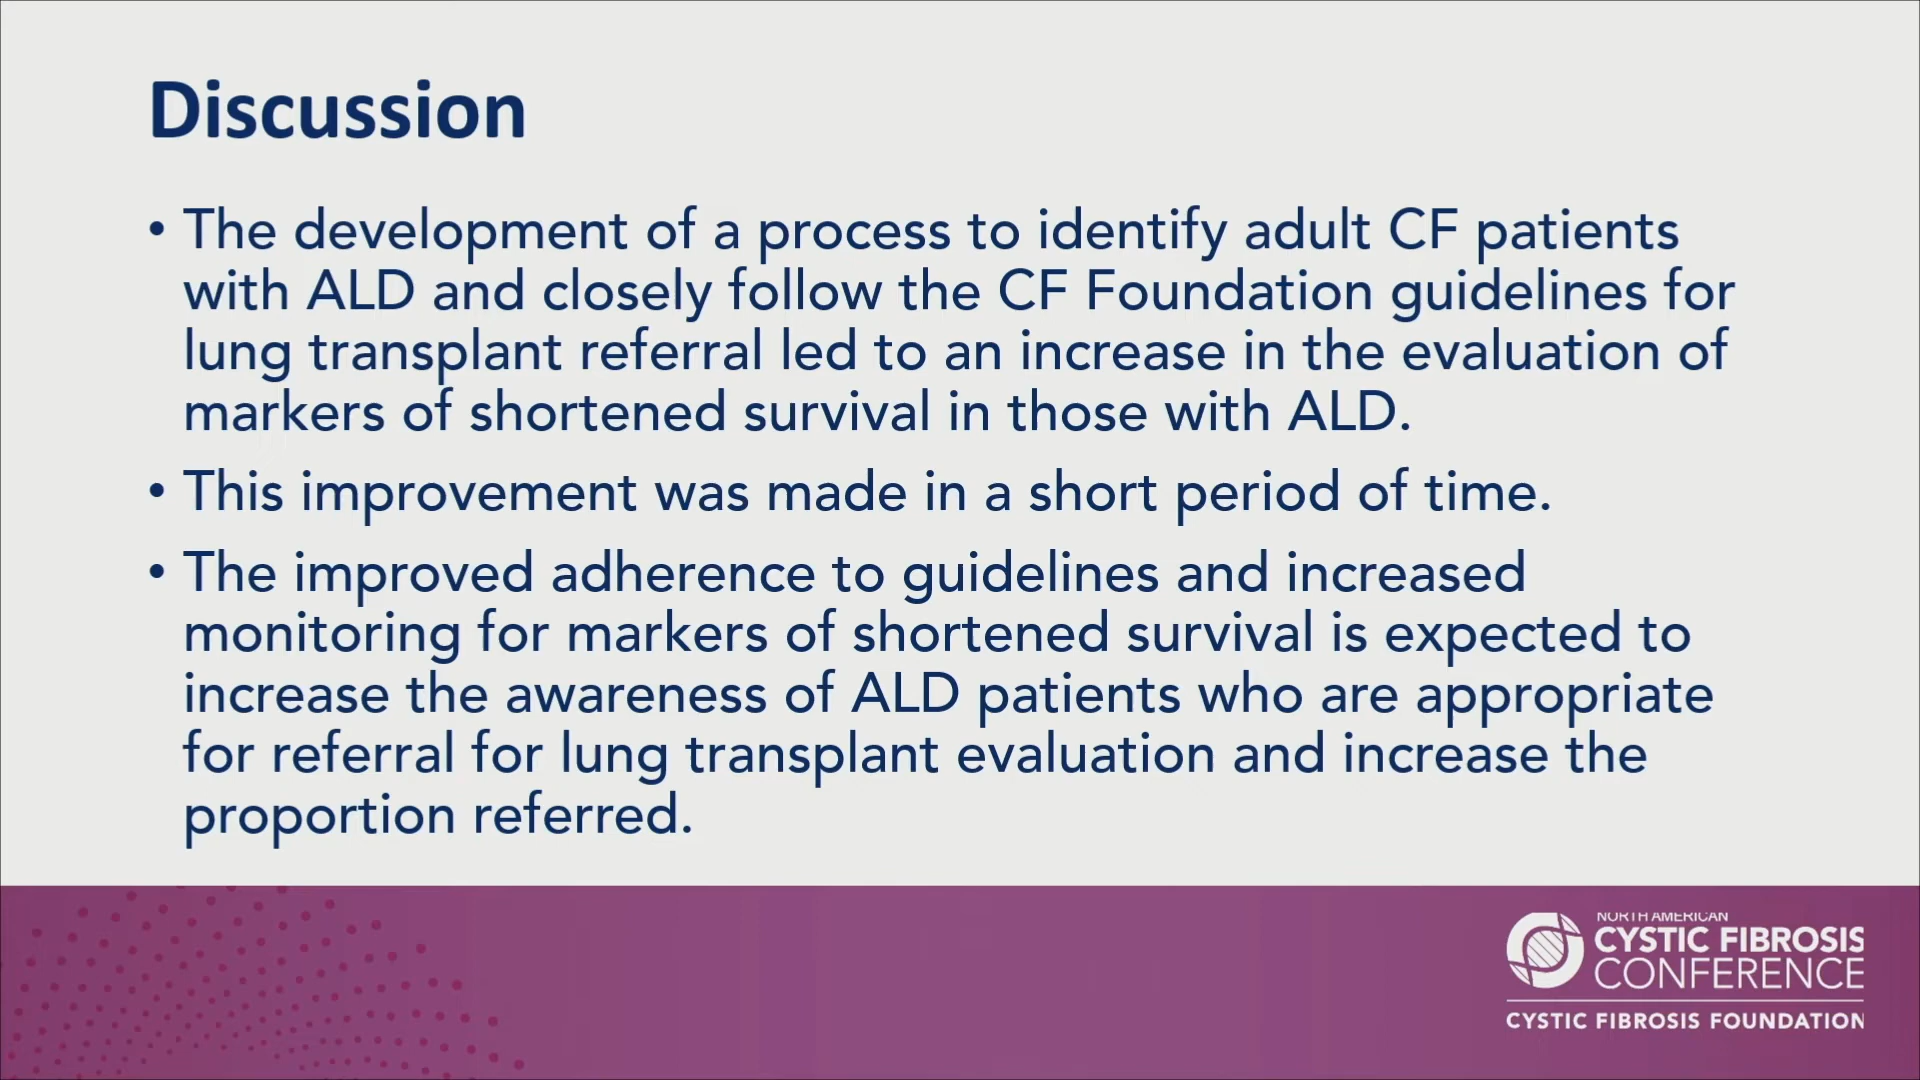 Discussion
• The development of a process to identify adult CF patients
with ALD and closely follow the CF Foundation guidelines for
lung transplant referral led to an increase in the evaluation of
markers of shortened survival in those with ALD.
• This improvement was made in a short period of time.
• The improved adherence to guidelines and increased
monitoring for markers of shortened survival is expected to
increase the awareness of ALD patients who are appropriate
for referral for lung transplant evaluation and increase the
proportion referred.
NORTH AMERICAN
CYSTIC FIBROSIS
CONFERENCE
CYSTIC FIBROSIS FOUNDATION